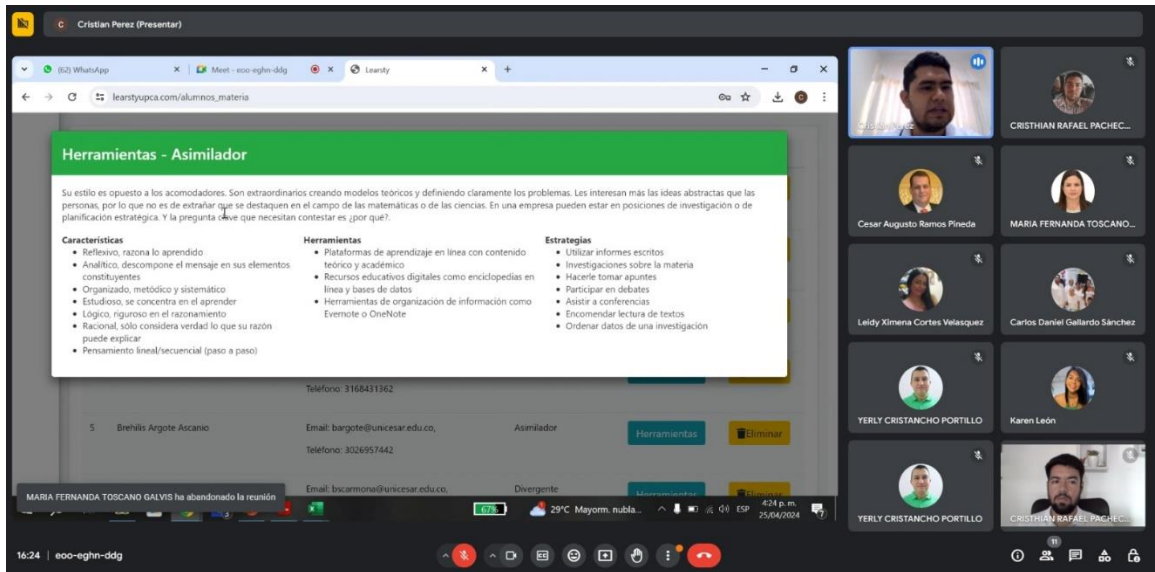 C Cristian Perez (Presentar)
(62) WhatsApp
Meet - eoo-eghn-ddg
Learsty
learstyupca.com/alumnos_materia
Herramientas - Asimilador
Su estilo es opuesto a los acomodadores. Son extraordinarios creando modelos teóricos y definiendo claramente los problemas. Les interesan más las ideas abstractas que las
personas, por lo que no es de extrañar que se destaquen en el campo de las matemáticas o de las ciencias. En una empresa pueden estar en posiciones de investigación o de
planificación estratégica. Y la pregunta clave que necesitan contestar es ¿por qué?.
Características
Reflexivo, razona lo aprendido
Analítico, descompone el mensaje en sus elementos
constituyentes
Organizado, metódico y sistemático
Estudioso, se concentra en el aprender
Lógico, riguroso en el razonamiento
Racional, sólo considera verdad lo que su razón
puede explicar
Pensamiento lineal/secuencial (paso a paso)
Herramientas
Plataformas de aprendizaje en línea con contenido
teórico y académico
Recursos educativos digitales como enciclopedias en
línea y bases de datos
Herramientas de organización de información como
Evernote o OneNote
Estrategias
Utilizar informes escritos
Investigaciones sobre la materia
Hacerle tomar apuntes
Participar en debates
Asistir a conferencias
Encomendar lectura de textos
Ordenar datos de una investigación
Teléfono: 3168431362
5 Brehilis Argote Ascanio Email: bargote@unicesar.edu.co, Asimilador Herramientas Eliminar
Teléfono: 3026957442
Email: bscarmona@unicesar.edu.co, Divergente Herramientas Eliminar
MARIA FERNANDA TOSCANO GALVIS ha abandonado la reunión
67% 29°C Mayorm. nubla... ESP 4:24 p. m.
25/04/2024
CRISTHIAN RAFAEL PACHEC...
Cesar Augusto Ramos Pineda
MARIA FERNANDA TOSCANO...
Leidy Ximena Cortes Velasquez
Carlos Daniel Gallardo Sánchez
YERLY CRISTANCHO PORTILLO
Karen León
YERLY CRISTANCHO PORTILLO
CRISTHIAN RAFAEL PACHEC...
16:24 | eoo-eghn-ddg
11